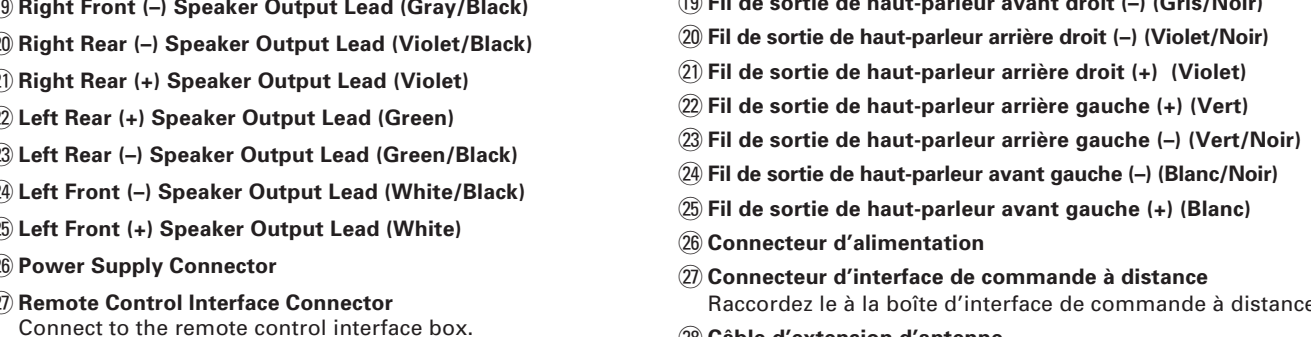 ⑲ Right Front (–) Speaker Output Lead (Gray/Black)
⑳ Right Rear (–) Speaker Output Lead (Violet/Black)
㉑ Right Rear (+) Speaker Output Lead (Violet)
㉒ Left Rear (+) Speaker Output Lead (Green)
㉓ Left Rear (–) Speaker Output Lead (Green/Black)
㉔ Left Front (–) Speaker Output Lead (White/Black)
㉕ Left Front (+) Speaker Output Lead (White)
㉖ Power Supply Connector
㉗ Remote Control Interface Connector
Connect to the remote control interface box.
⑲ Fil de sortie de haut-parleur avant droit (–) (Gris/Noir)
⑳ Fil de sortie de haut-parleur arrière droit (–) (Violet/Noir)
㉑ Fil de sortie de haut-parleur arrière droit (+) (Violet)
㉒ Fil de sortie de haut-parleur arrière gauche (+) (Vert)
㉓ Fil de sortie de haut-parleur arrière gauche (–) (Vert/Noir)
㉔ Fil de sortie de haut-parleur avant gauche (–) (Blanc/Noir)
㉕ Fil de sortie de haut-parleur avant gauche (+) (Blanc)
㉖ Connecteur d’alimentation
㉗ Connecteur d’interface de commande à distance
Raccordez le à la boîte d’interface de commande à distance
㉘ Câble d’extension d’antenne